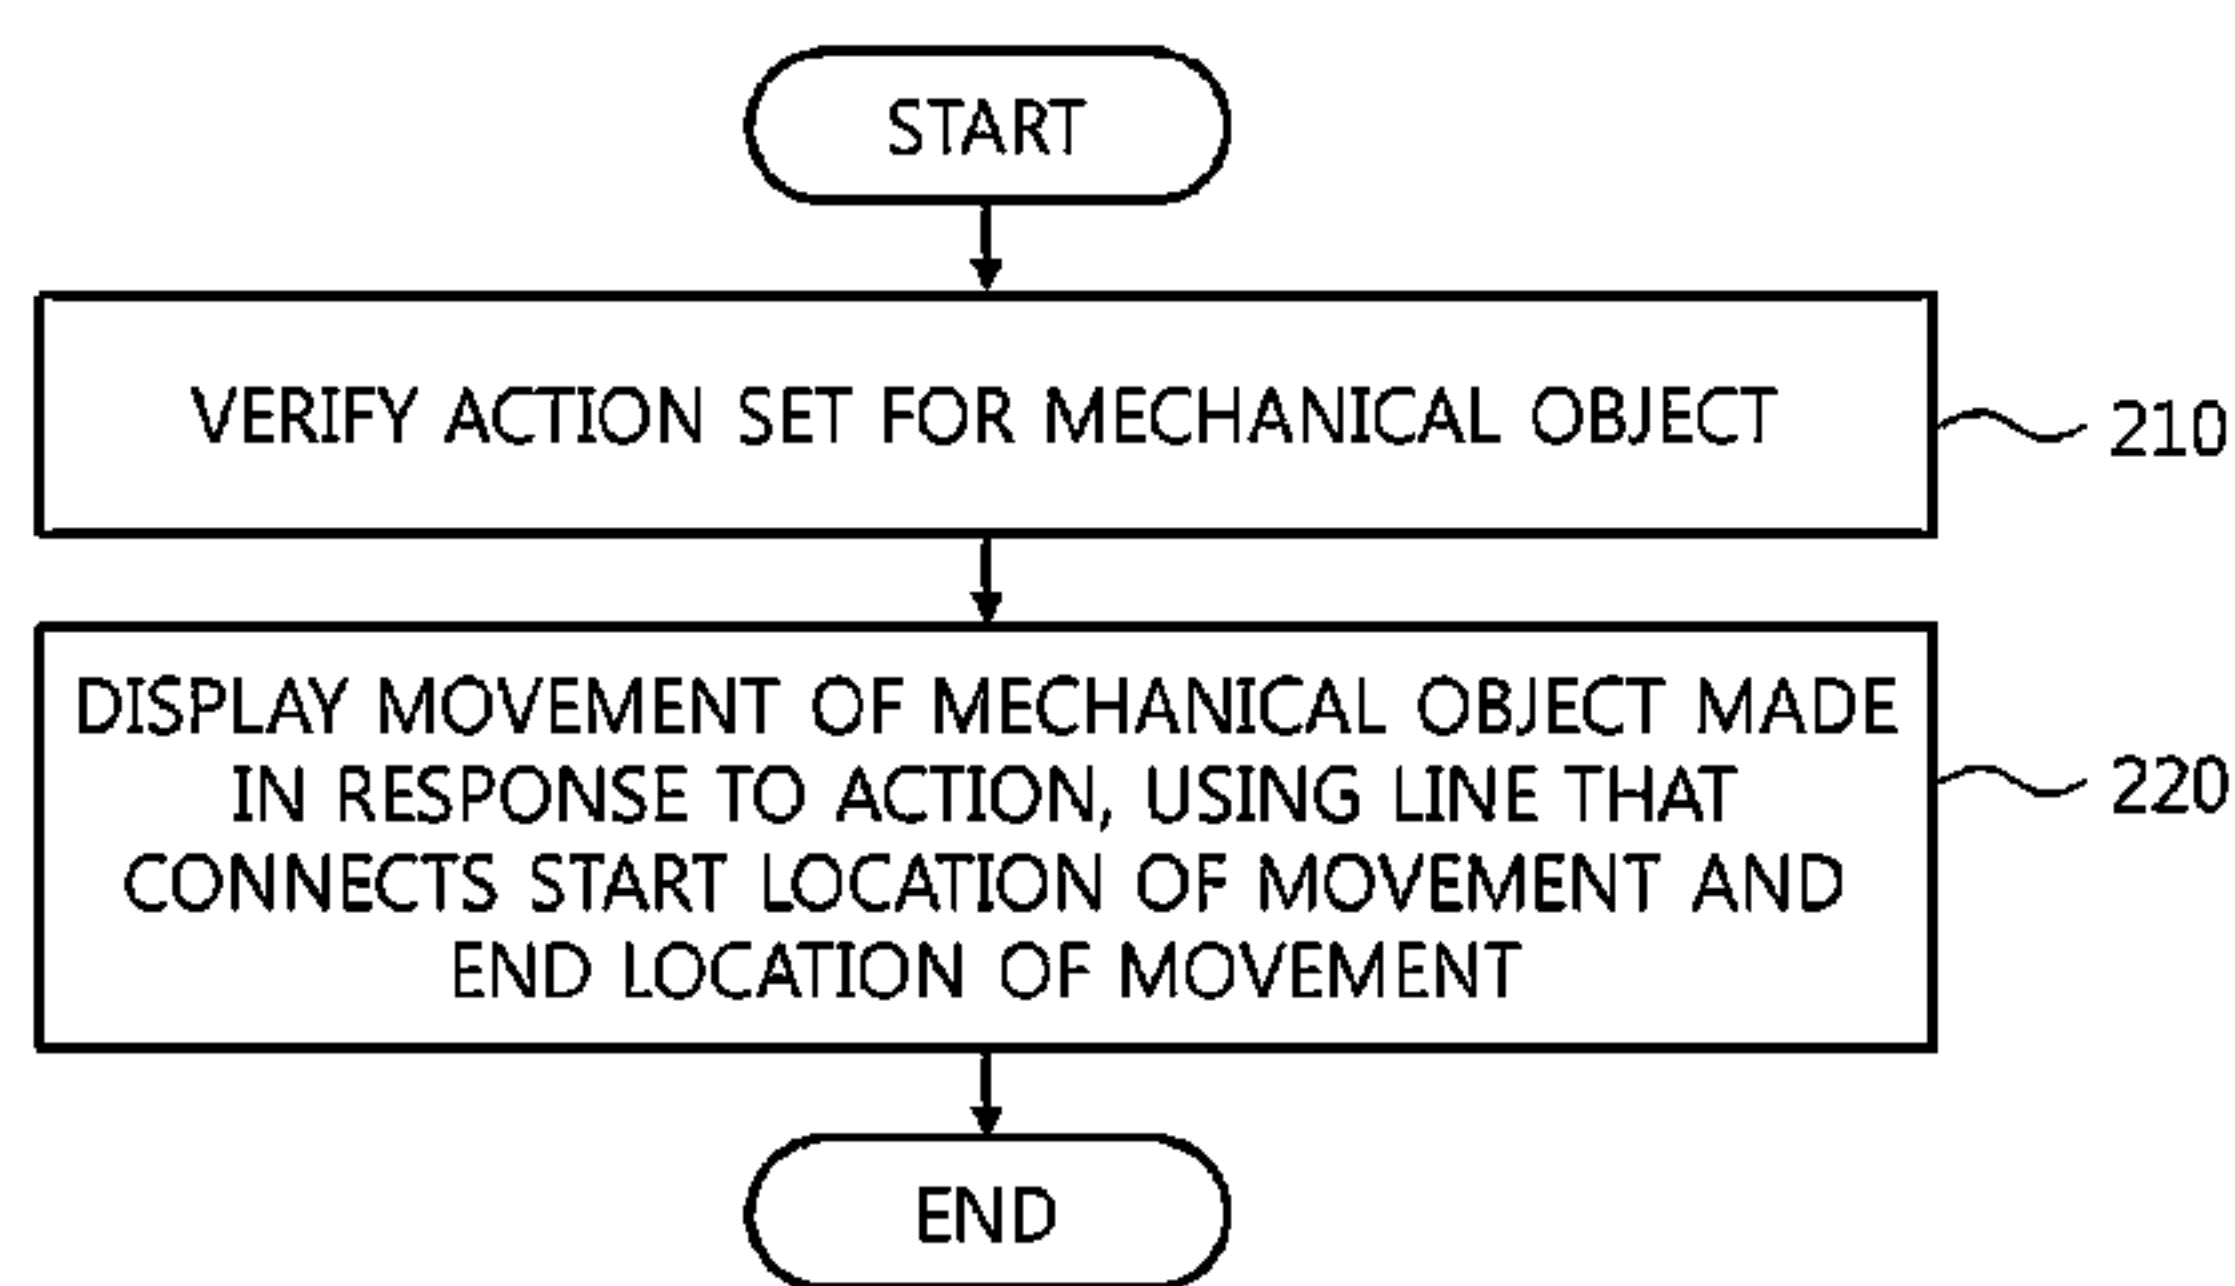 START
VERIFY ACTION SET FOR MECHANICAL OBJECT
210
DISPLAY MOVEMENT OF MECHANICAL OBJECT MADE
IN RESPONSE TO ACTION, USING LINE THAT
CONNECTS START LOCATION OF MOVEMENT AND
END LOCATION OF MOVEMENT
220
END